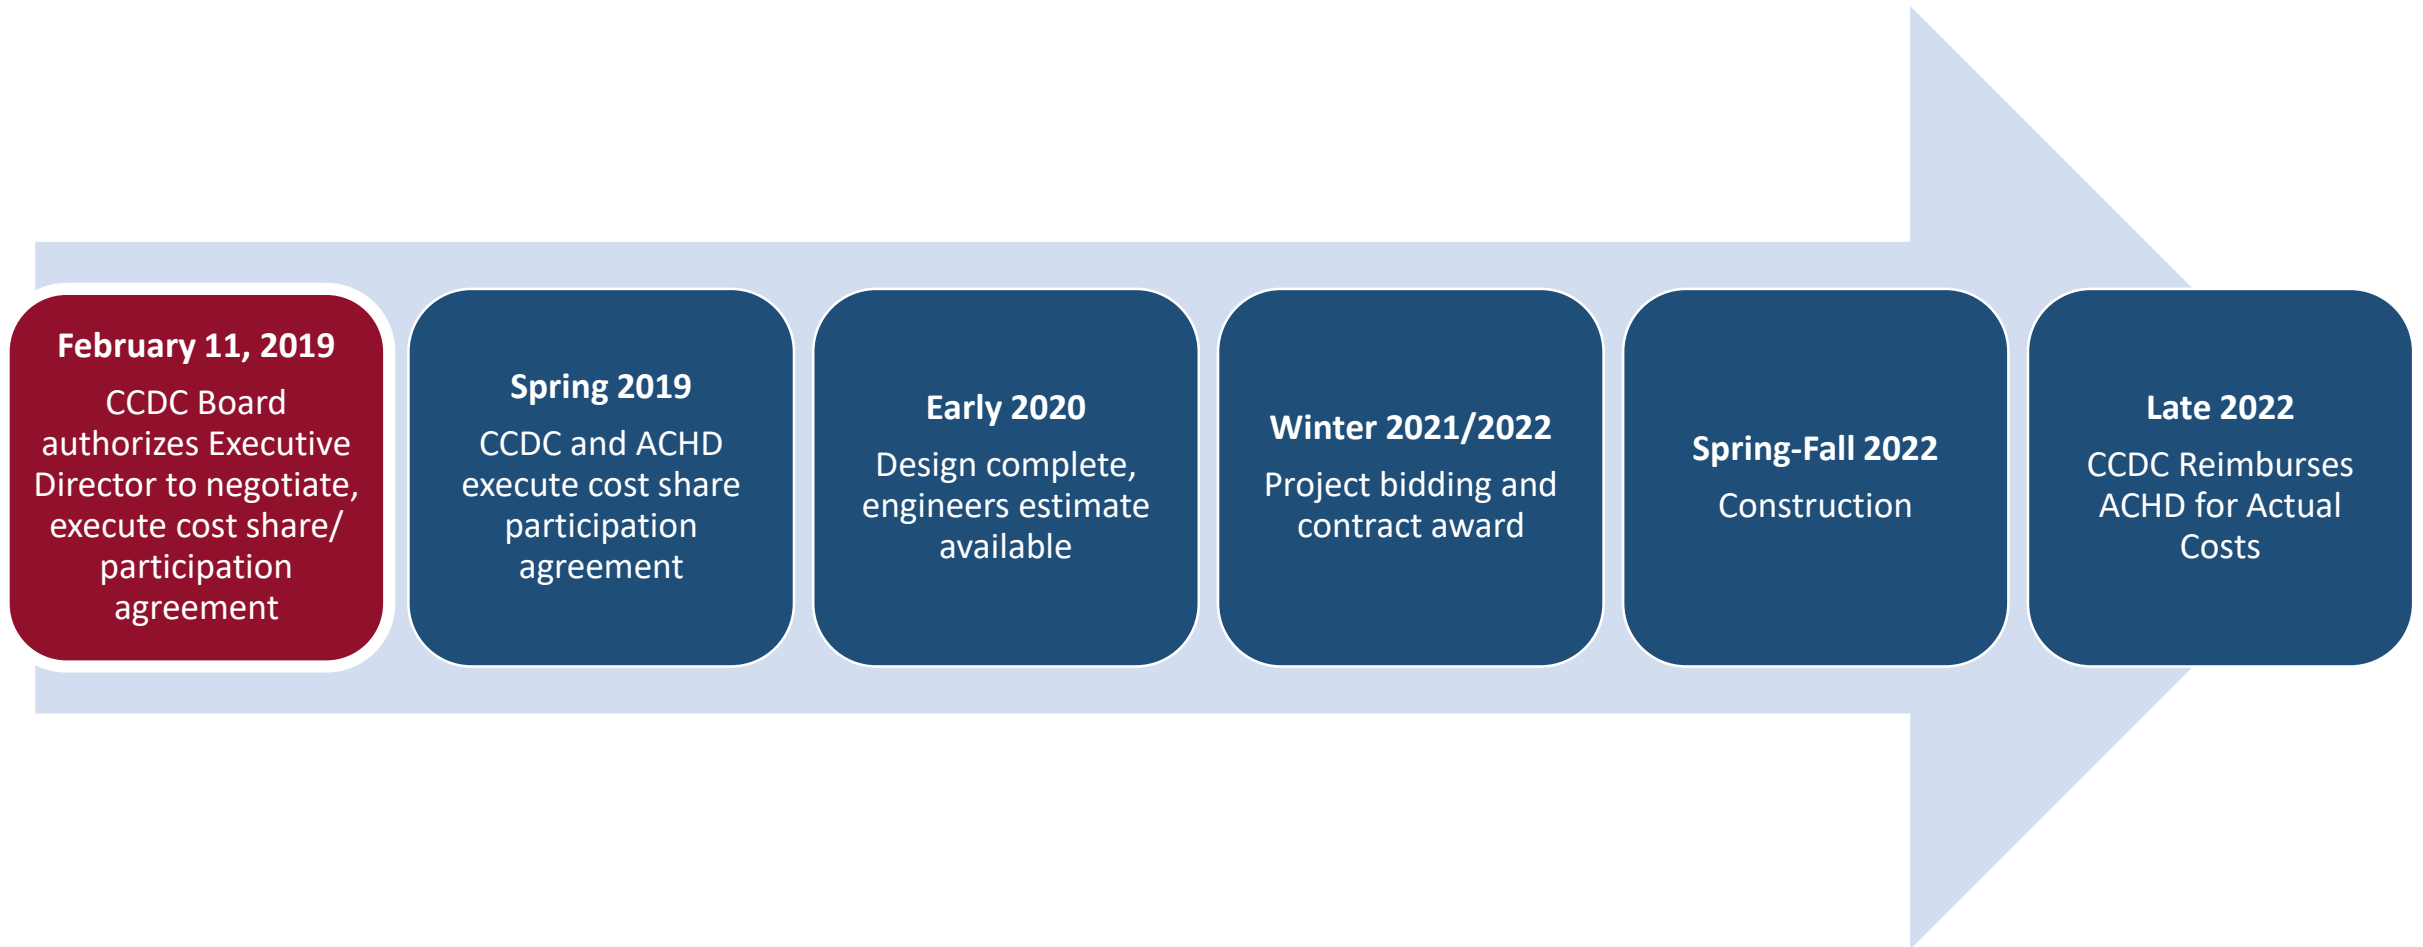 February 11, 2019
CCDC Board
authorizes Executive
Director to negotiate,
execute cost share/
participation
agreement
Spring 2019
CCDC and ACHD
execute cost share
participation
agreement
Early 2020
Design complete,
engineers estimate
available
Winter 2021/2022
Project bidding and
contract award
Spring-Fall 2022
Construction
Late 2022
CCDC Reimburses
ACHD for Actual
Costs